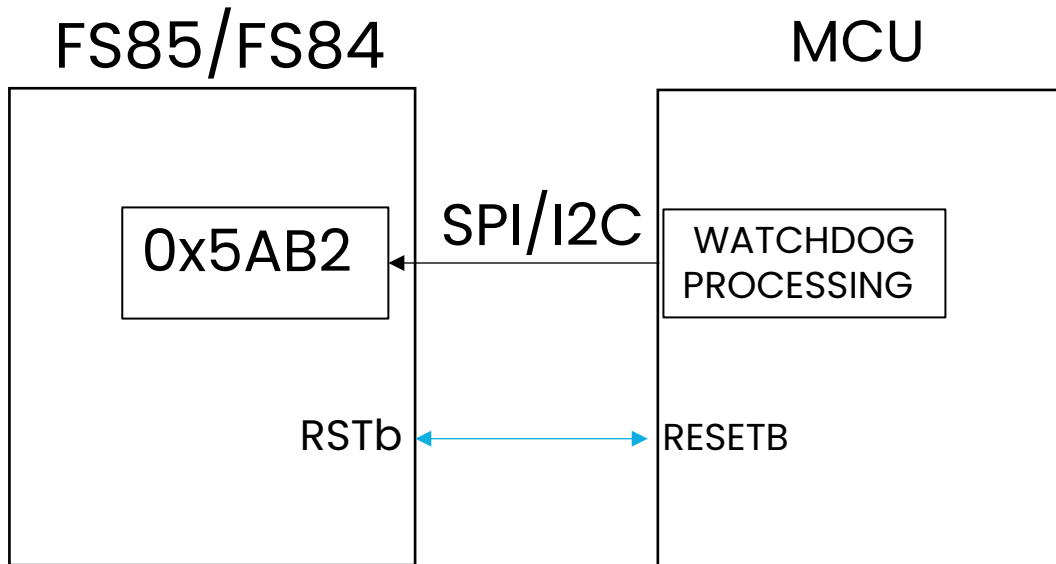 FS85/FS84
MCU
0x5AB2
SPI/I2C
WATCHDOG
PROCESSING
RSTb
RESETB